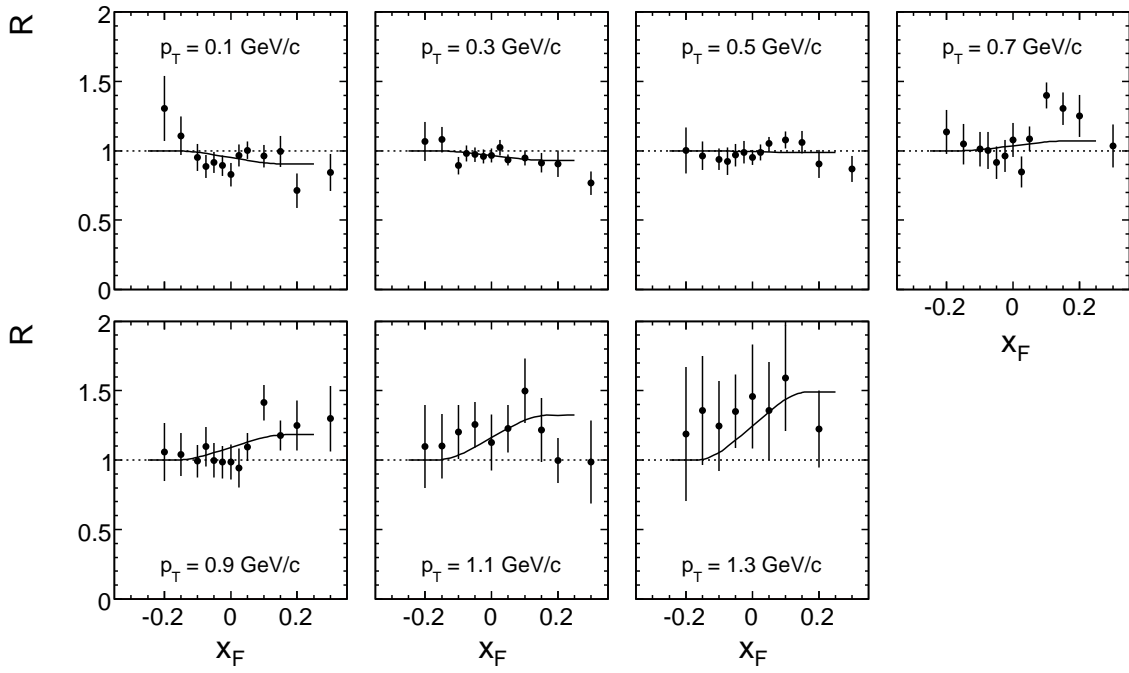 R
2
1.5
1
0.5
0
p_T = 0.1 GeV/c
p_T = 0.3 GeV/c
p_T = 0.5 GeV/c
p_T = 0.7 GeV/c
-0.2 0 0.2
x_F
R
2
1.5
1
0.5
0
p_T = 0.9 GeV/c
p_T = 1.1 GeV/c
p_T = 1.3 GeV/c
-0.2 0 0.2
-0.2 0 0.2
-0.2 0 0.2
x_F
x_F
x_F